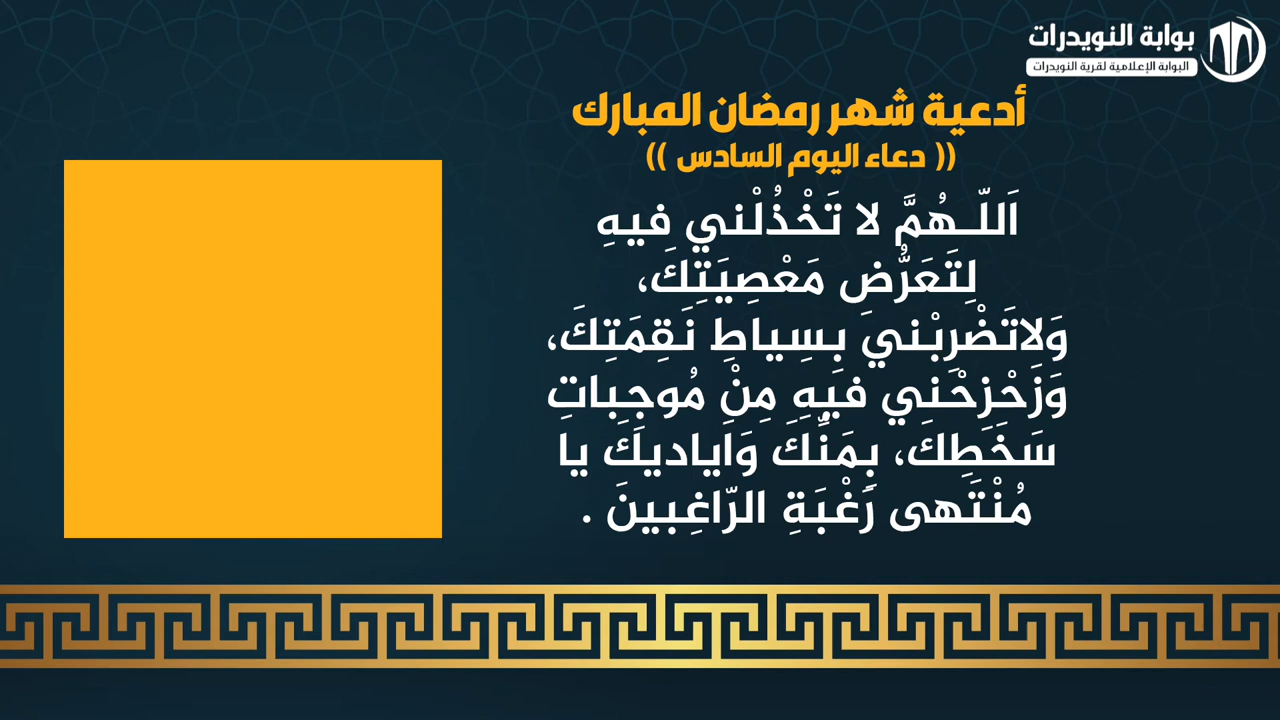 بوابة النويدرات
البوابة الإعلامية لقرية النويدرات
أدعية شهر رمضان المبارك
(( دعاء اليوم السادس ))
اَللّـهُمَّ لا تَخْذُلْني فيهِ
لِتَعَرُّضِ مَعْصِيَتِكَ،
وَلاتَضْرِبْني بِسِياطِ نَقِمَتِكَ،
وَزَحْزِحْني فيهِ مِنْ مُوجِباتِ
سَخَطِكَ، بِمَنِّكَ وَاَياديكَ يا
مُنْتَهى رَغْبَةِ الرّاغِبينَ .